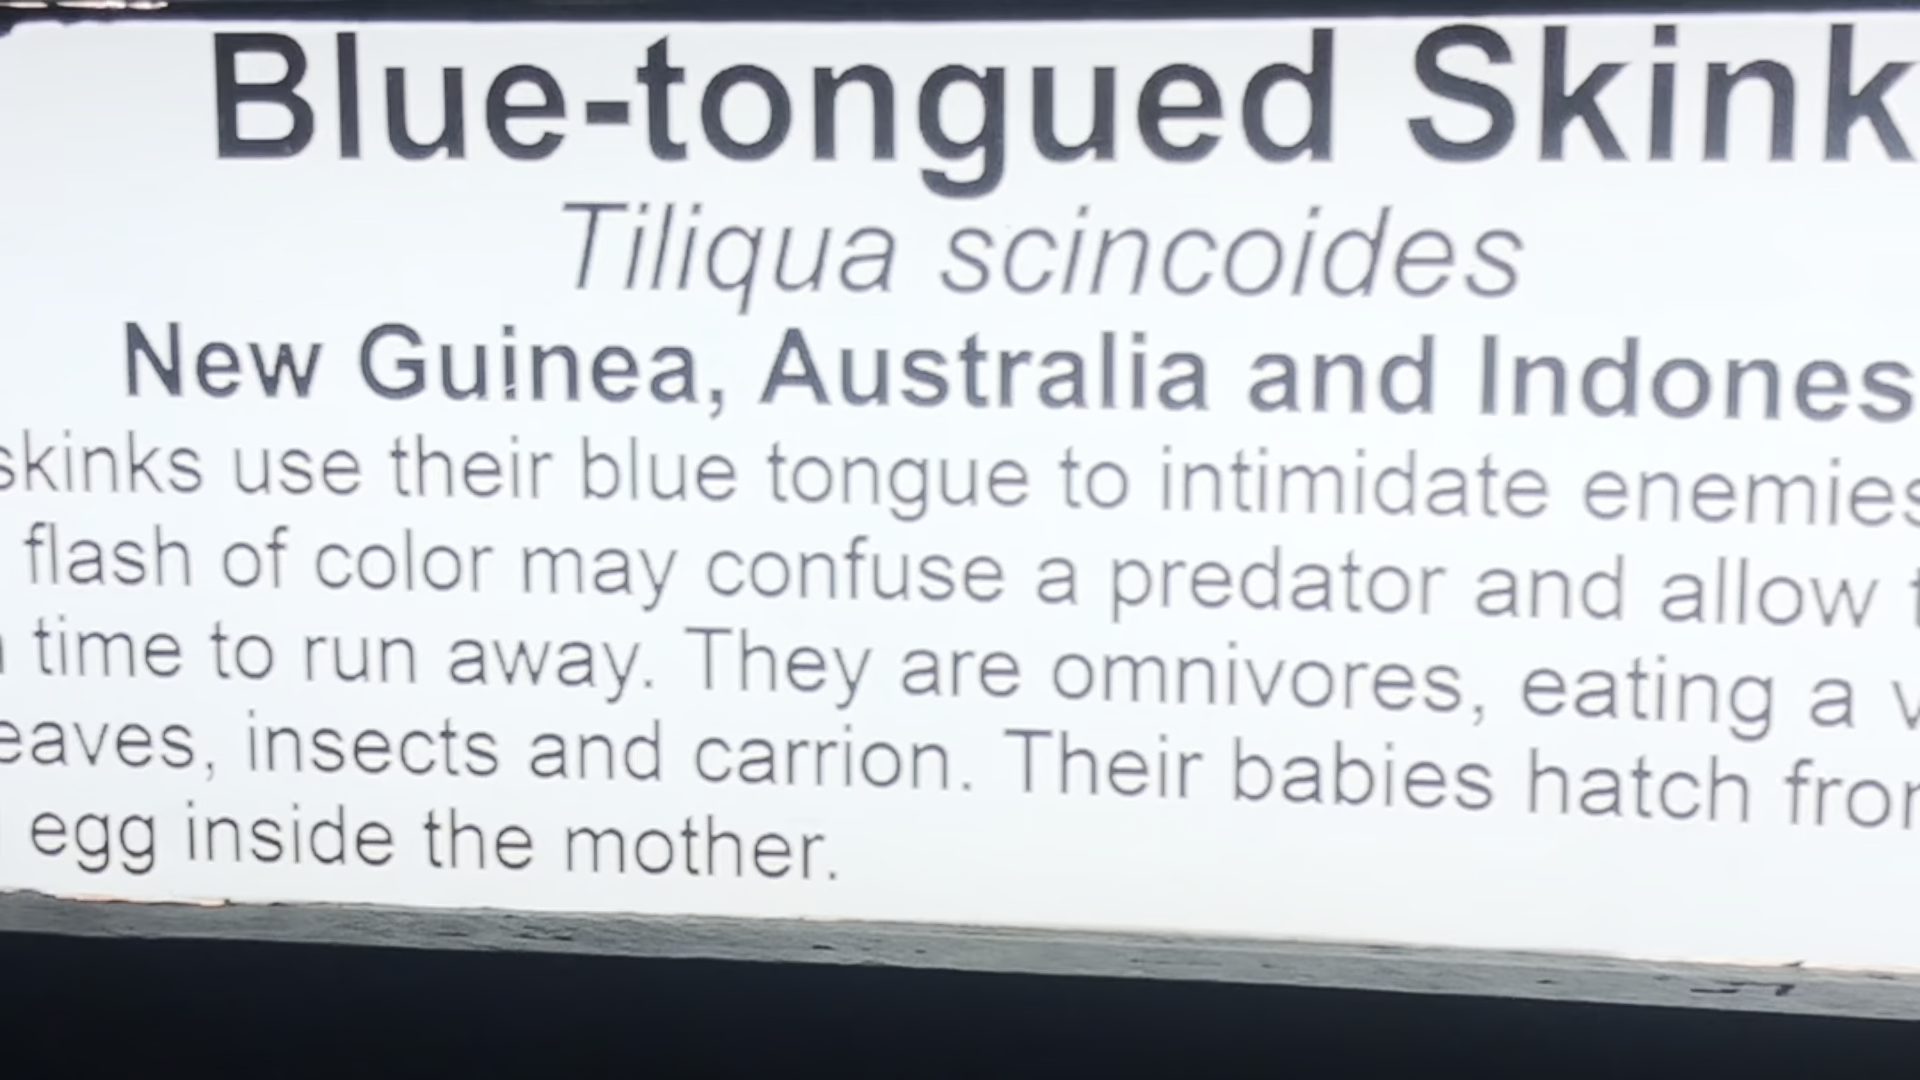 Blue-tongued Skink
Tiliqua scincoides
New Guinea, Australia and Indones
skinks use their blue tongue to intimidate enemies
flash of color may confuse a predator and allow
time to run away. They are omnivores, eating a
eaves, insects and carrion. Their babies hatch from
egg inside the mother.